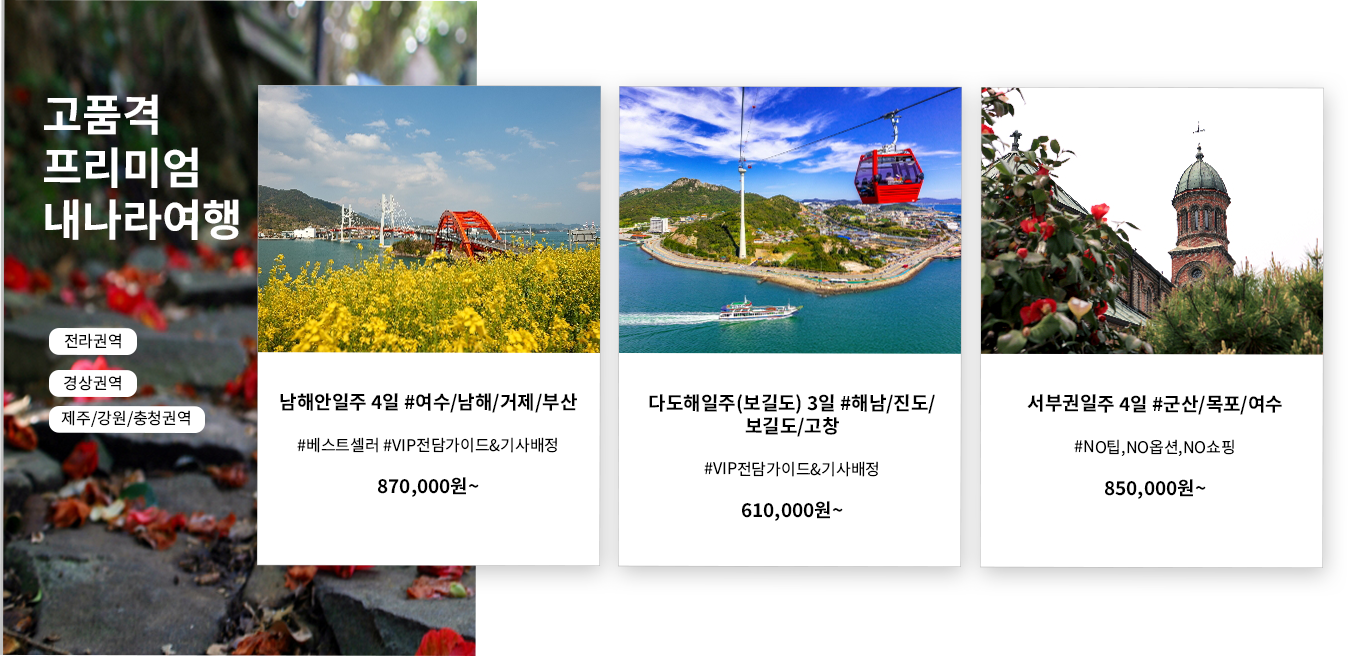 고품격
프리미엄
내나라여행
전라권역
경상권역
제주/강원/충청권역
남해안일주 4일 #여수/남해/거제/부산
#베스트셀러 #VIP전담가이드&기사배정
870,000원~
다도해일주(보길도) 3일 #해남/진도/
보길도/고창
#VIP전담가이드&기사배정
610,000원~
서부권일주 4일 #군산/목포/여수
#NO팁,NO옵션,NO쇼핑
850,000원~